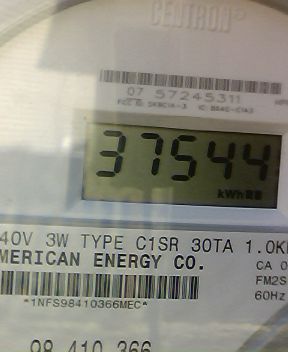 CENTRON®
07 57245311
37544
kWh
40V 3W TYPE C1SR 30TA 1.0K
MERICAN ENERGY CO.
CA 0
FM2S
60Hz
*1NFS98410366MEC*
98 410 366